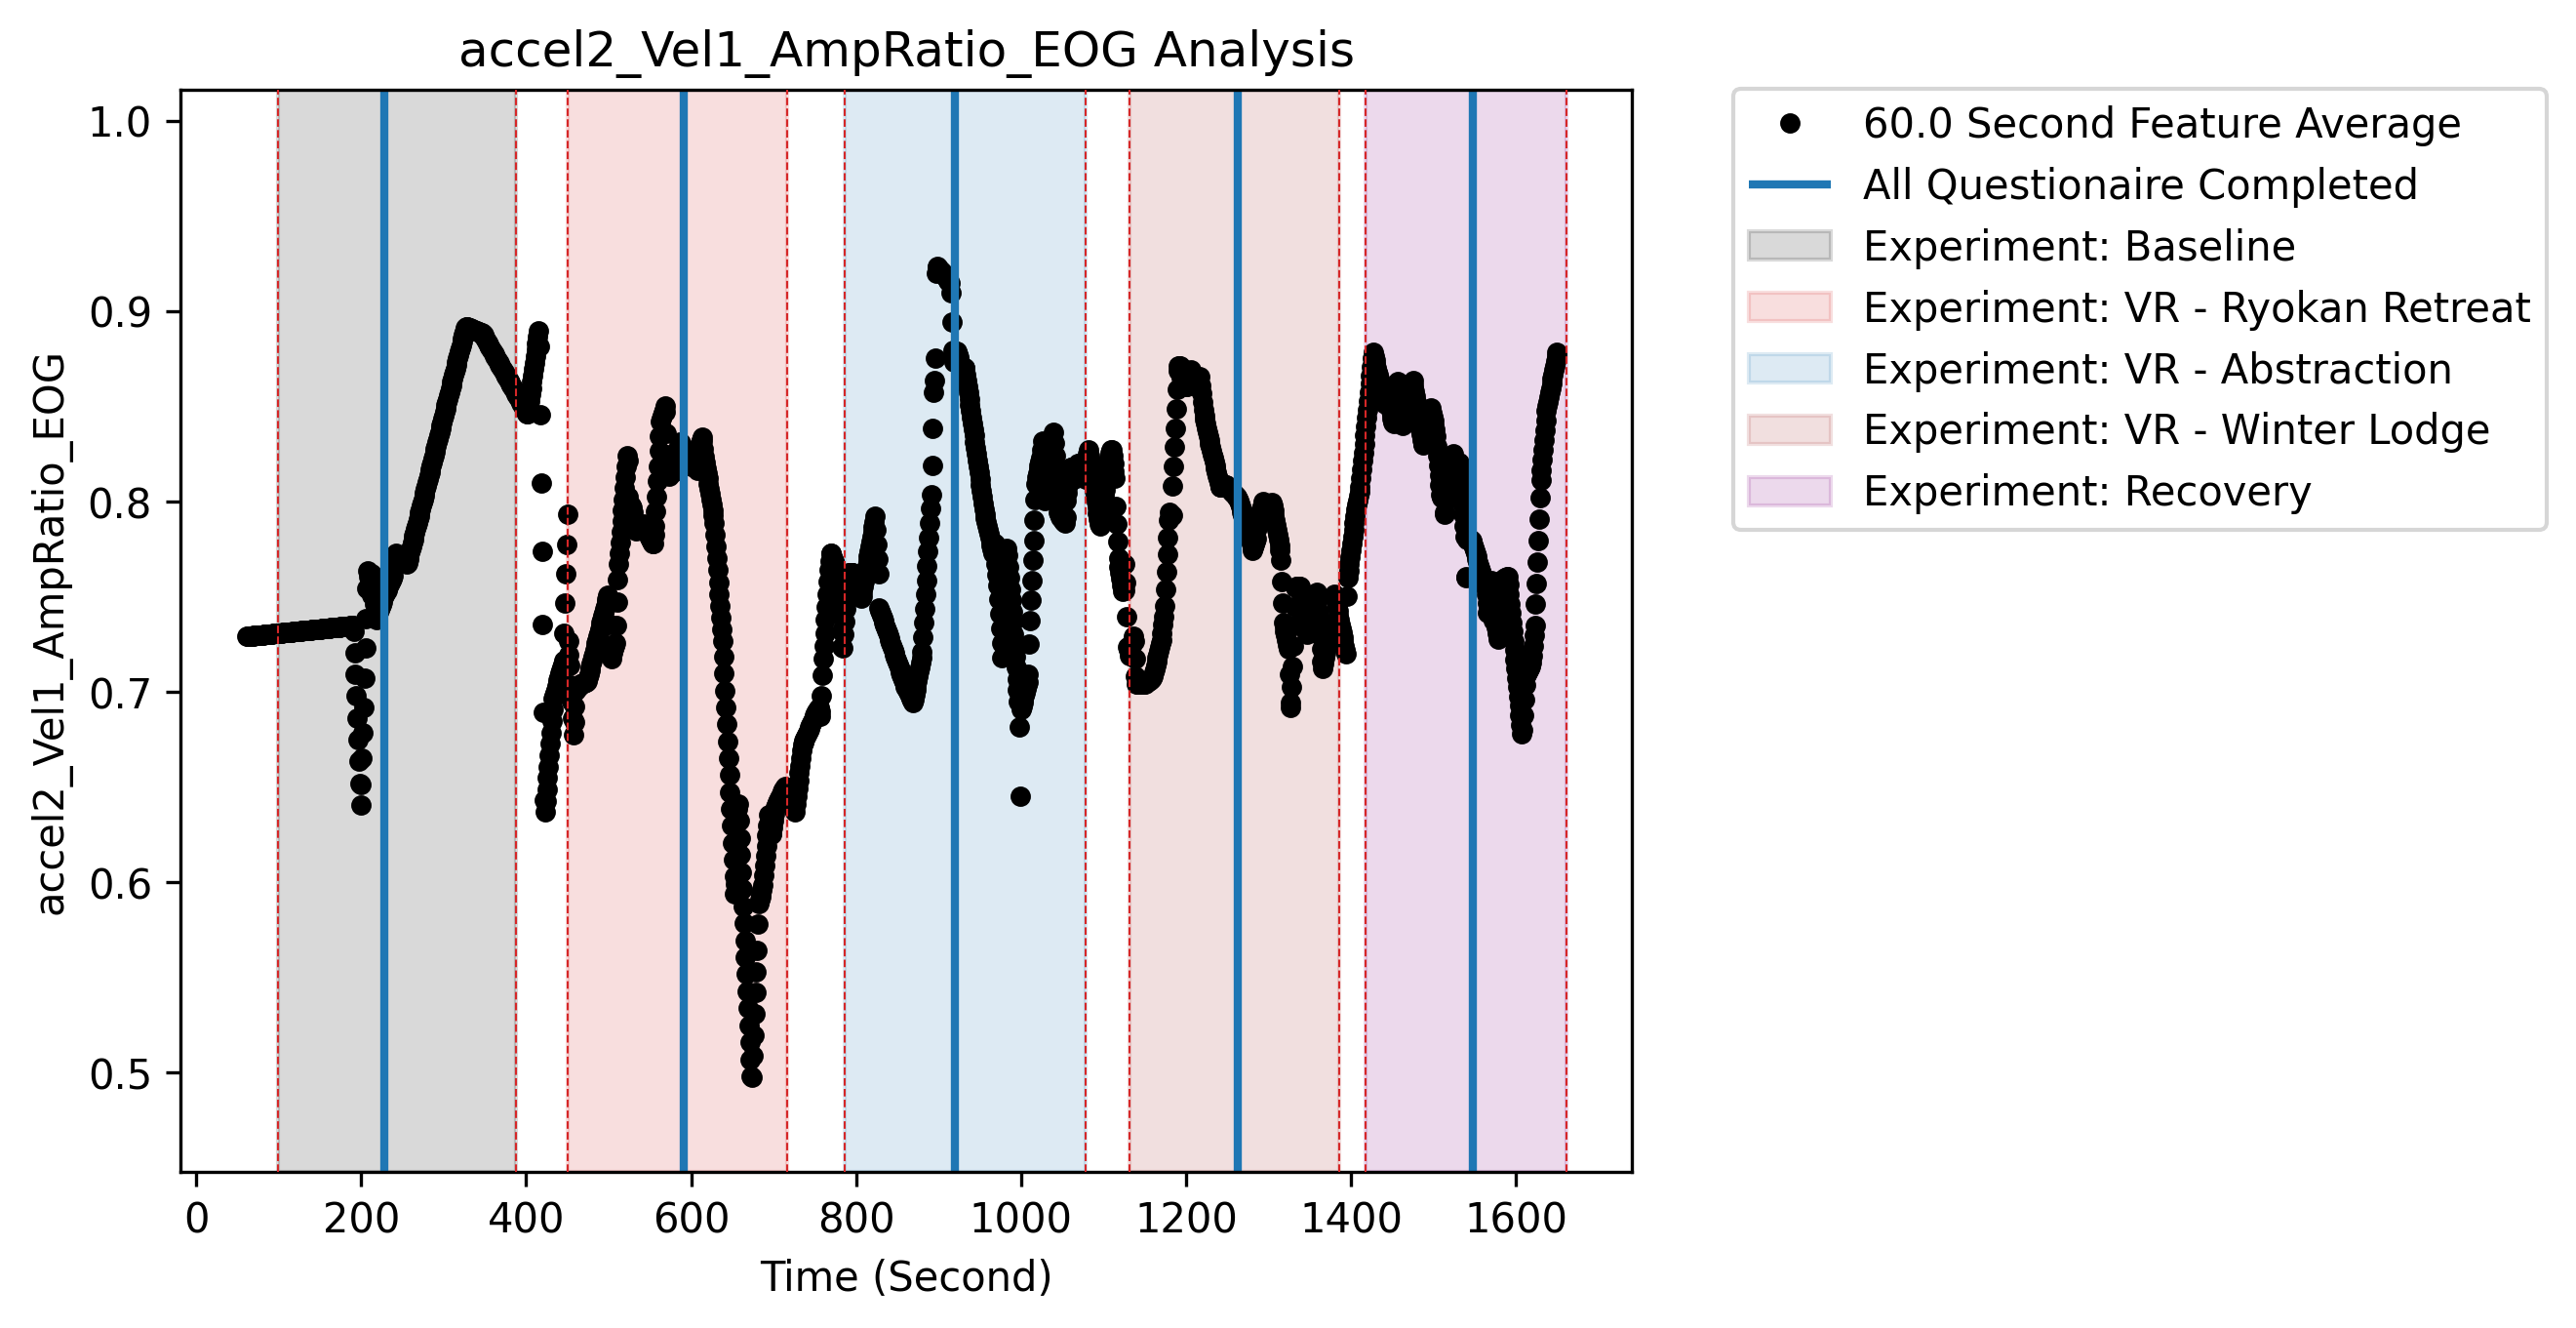 accel2_Vel1_AmpRatio_EOG Analysis
1.0
0.9
0.8
0.7
0.6
0.5
accel2_Vel1_AmpRatio_EOG
0 200 400 600 800 1000 1200 1400 1600
Time (Second)
60.0 Second Feature Average
All Questionaire Completed
Experiment: Baseline
Experiment: VR - Ryokan Retreat
Experiment: VR - Abstraction
Experiment: VR - Winter Lodge
Experiment: Recovery